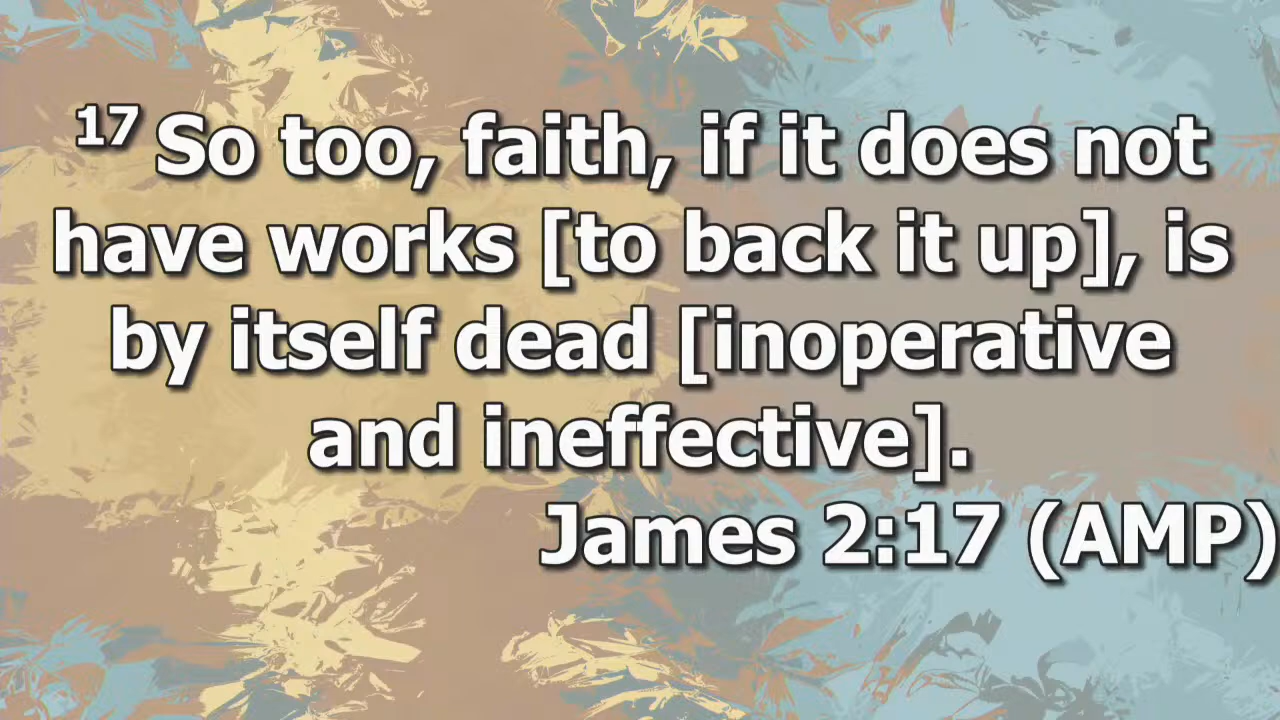 17 So too, faith, if it does not
have works [to back it up], is
by itself dead [inoperative
and ineffective].
James 2:17 (AMP)